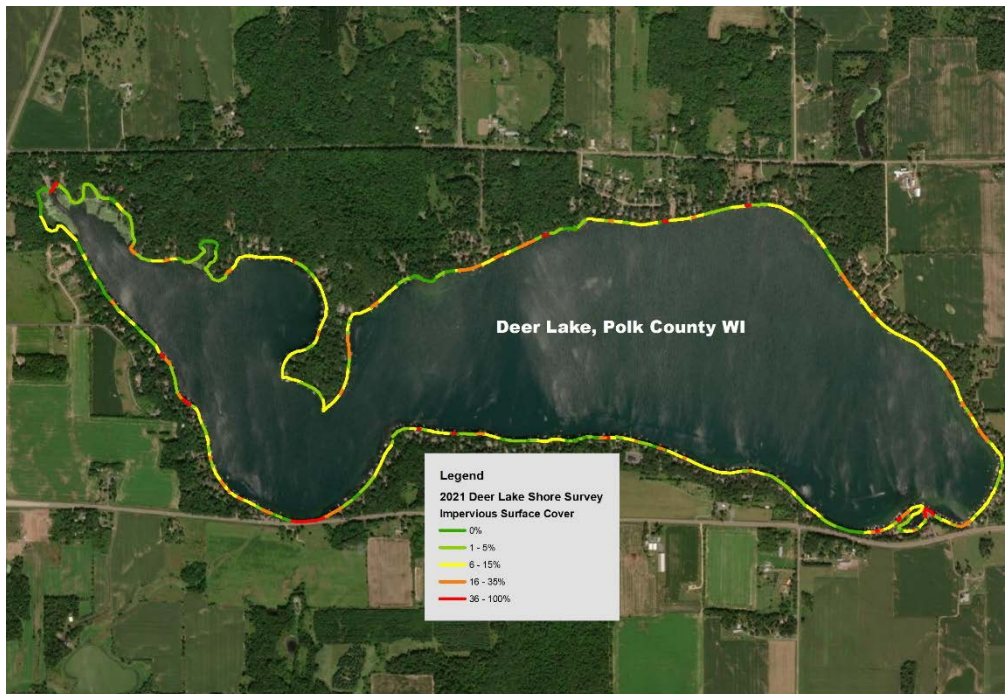 Deer Lake, Polk County WI
Legend
2021 Deer Lake Shore Survey
Impervious Surface Cover
0%
1 - 5%
6 - 15%
16 - 35%
36 - 100%